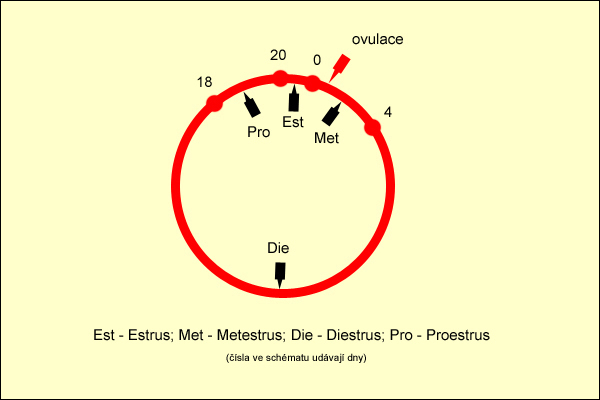 ovulace
20
0
18
4
Pro
Est
Met
Die
Est - Estrus; Met - Metestrus; Die - Diestrus; Pro - Proestrus
(čísla ve schématu udávají dny)